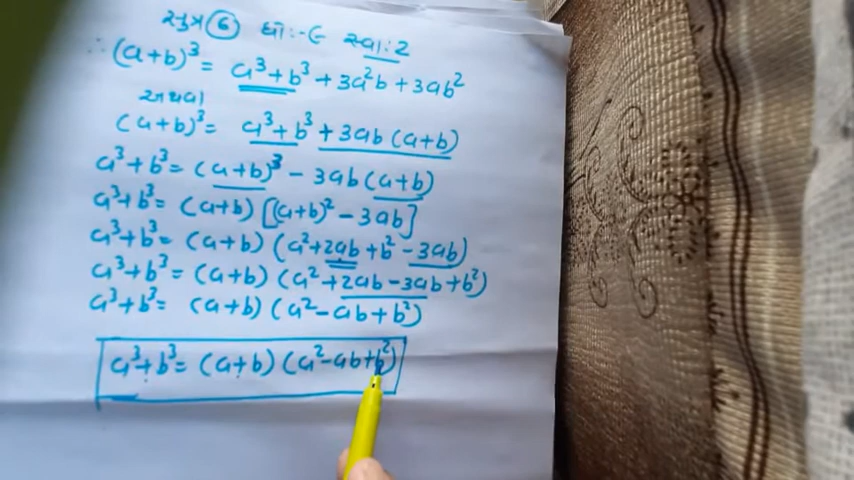 સૂત્ર ⑥ ધો :- ૯ સ્વા : 2
∴ (a+b)³ = a³+b³+3a²b+3ab²
અથવા
(a+b)³ = a³+b³+3ab(a+b)
a³+b³ = (a+b)³ - 3ab(a+b)
a³+b³ = (a+b) [(a+b)² - 3ab]
a³+b³ = (a+b) (a²+2ab+b²-3ab)
a³+b³ = (a+b) (a²+2ab-3ab+b²)
a³+b³ = (a+b) (a²-ab+b²)
a³+b³ = (a+b) (a²-ab+b²)